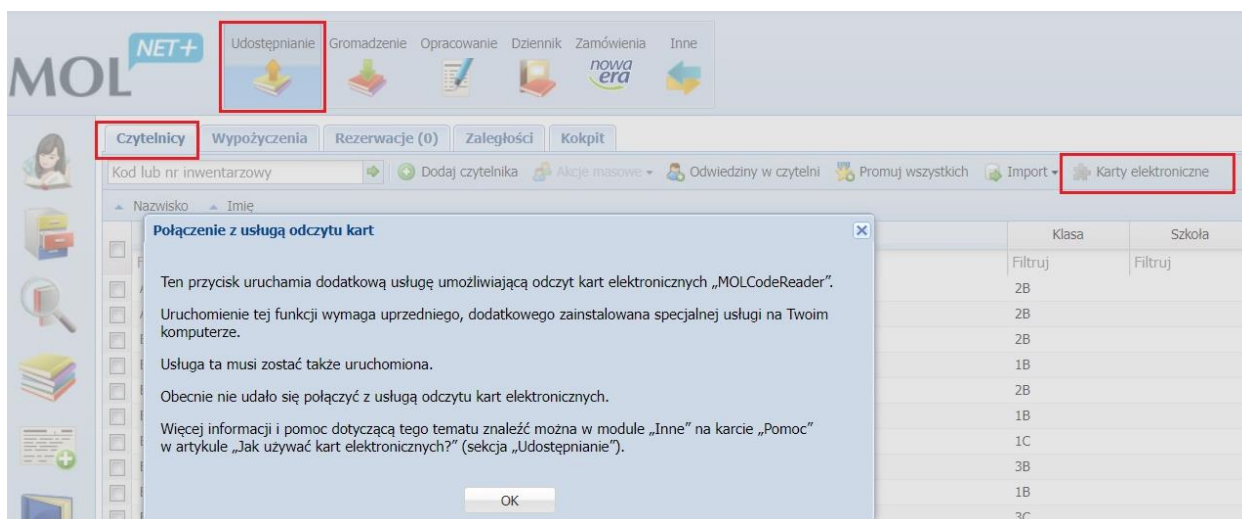 MOL NET+
Udostępnianie Gromadzenie Opracowanie Dziennik Zamówienia Inne
nowa
era
Czytelnicy Wypożyczenia Rezerwacje (0) Zaległości Kokpit
Kod lub nr inwentarzowy Dodaj czytelnika Akcje masowe Odwiedziny w czytelni Promuj wszystkich Import Karty elektroniczne
Nazwisko Imię
Połączenie z usługą odczytu kart
Klasa Szkoła
Filtruj Filtruj
Ten przycisk uruchamia dodatkową usługę umożliwiającą odczyt kart elektronicznych „MOLCodeReader”.
2B
Uruchomienie tej funkcji wymaga uprzedniego, dodatkowego zainstalowana specjalnej usługi na Twoim
2B
komputerze.
2B
Usługa ta musi zostać także uruchomiona.
1B
Obecnie nie udało się połączyć z usługą odczytu kart elektronicznych.
2B
Więcej informacji i pomoc dotyczącą tego tematu znaleźć można w module „Inne” na karcie „Pomoc”
1B
w artykule „Jak używać kart elektronicznych?” (sekcja „Udostępnianie”).
1C
3B
OK
1B
3C